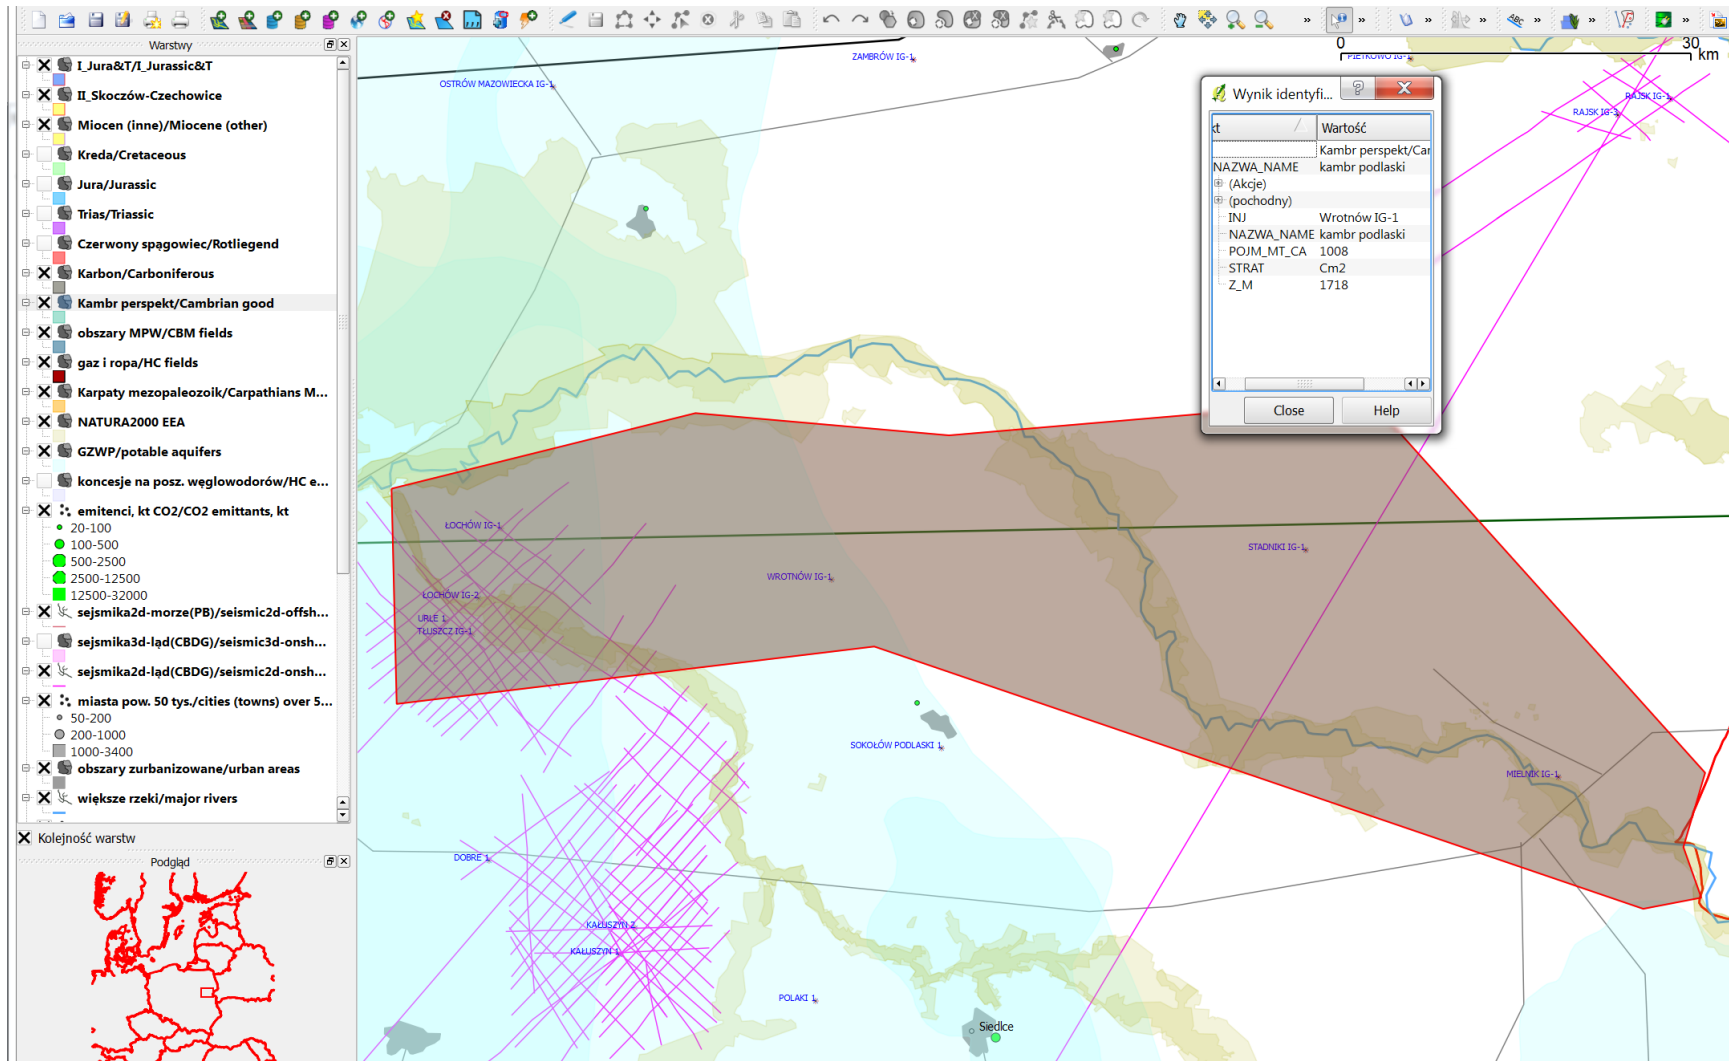 Warstwy
I_Jura&T/I_Jurassic&T
II_Skoczów-Czechowice
Miocen (inne)/Miocene (other)
Kreda/Cretaceous
Jura/Jurassic
Trias/Triassic
Czerwony spągowiec/Rotliegend
Karbon/Carboniferous
Kambr perspekt/Cambrian good
obszary MPW/CBM fields
gaz i ropa/HC fields
Karpaty mezopaleozoik/Carpathians M...
NATURA2000 EEA
GZWP/potable aquifers
koncesje na posz. węglowodorów/HC e...
emitenci, kt CO2/CO2 emittants, kt
20-100
100-500
500-2500
2500-12500
12500-32000
sejsmika2d-morze(PB)/seismic2d-offsh...
sejsmika3d-ląd(CBDG)/seismic3d-onsh...
sejsmika2d-ląd(CBDG)/seismic2d-onsh...
miasta pow. 50 tys./cities (towns) over 5...
50-200
200-1000
1000-3400
obszary zurbanizowane/urban areas
większe rzeki/major rivers
Kolejność warstw
Podgląd
ABC
0
30
km
ZAMBRÓW IG-1
PIETKOWO IG-1
OSTRÓW MAZOWIECKA IG-1
RAJSK IG-1
RAJSK IG-3
Wynik identyfi...
kt
Wartość
Kambr perspekt/Car
NAZWA_NAME kambr podlaski
(Akcje)
(pochodny)
INJ Wrotnów IG-1
NAZWA_NAME kambr podlaski
POJM_MT_CA 1008
STRAT Cm2
Z_M 1718
Close
Help
ŁOCHÓW IG-1
STADNIKI IG-1
WROTNÓW IG-1
ŁOCHÓW IG-2
URLE 1
TŁUSZCZ IG-1
SOKOŁÓW PODLASKI 1
MIELNIK IG-1
DOBRE 1
KAŁUSZYN 2
KAŁUSZYN 1
POLAKI 1
Siedlce